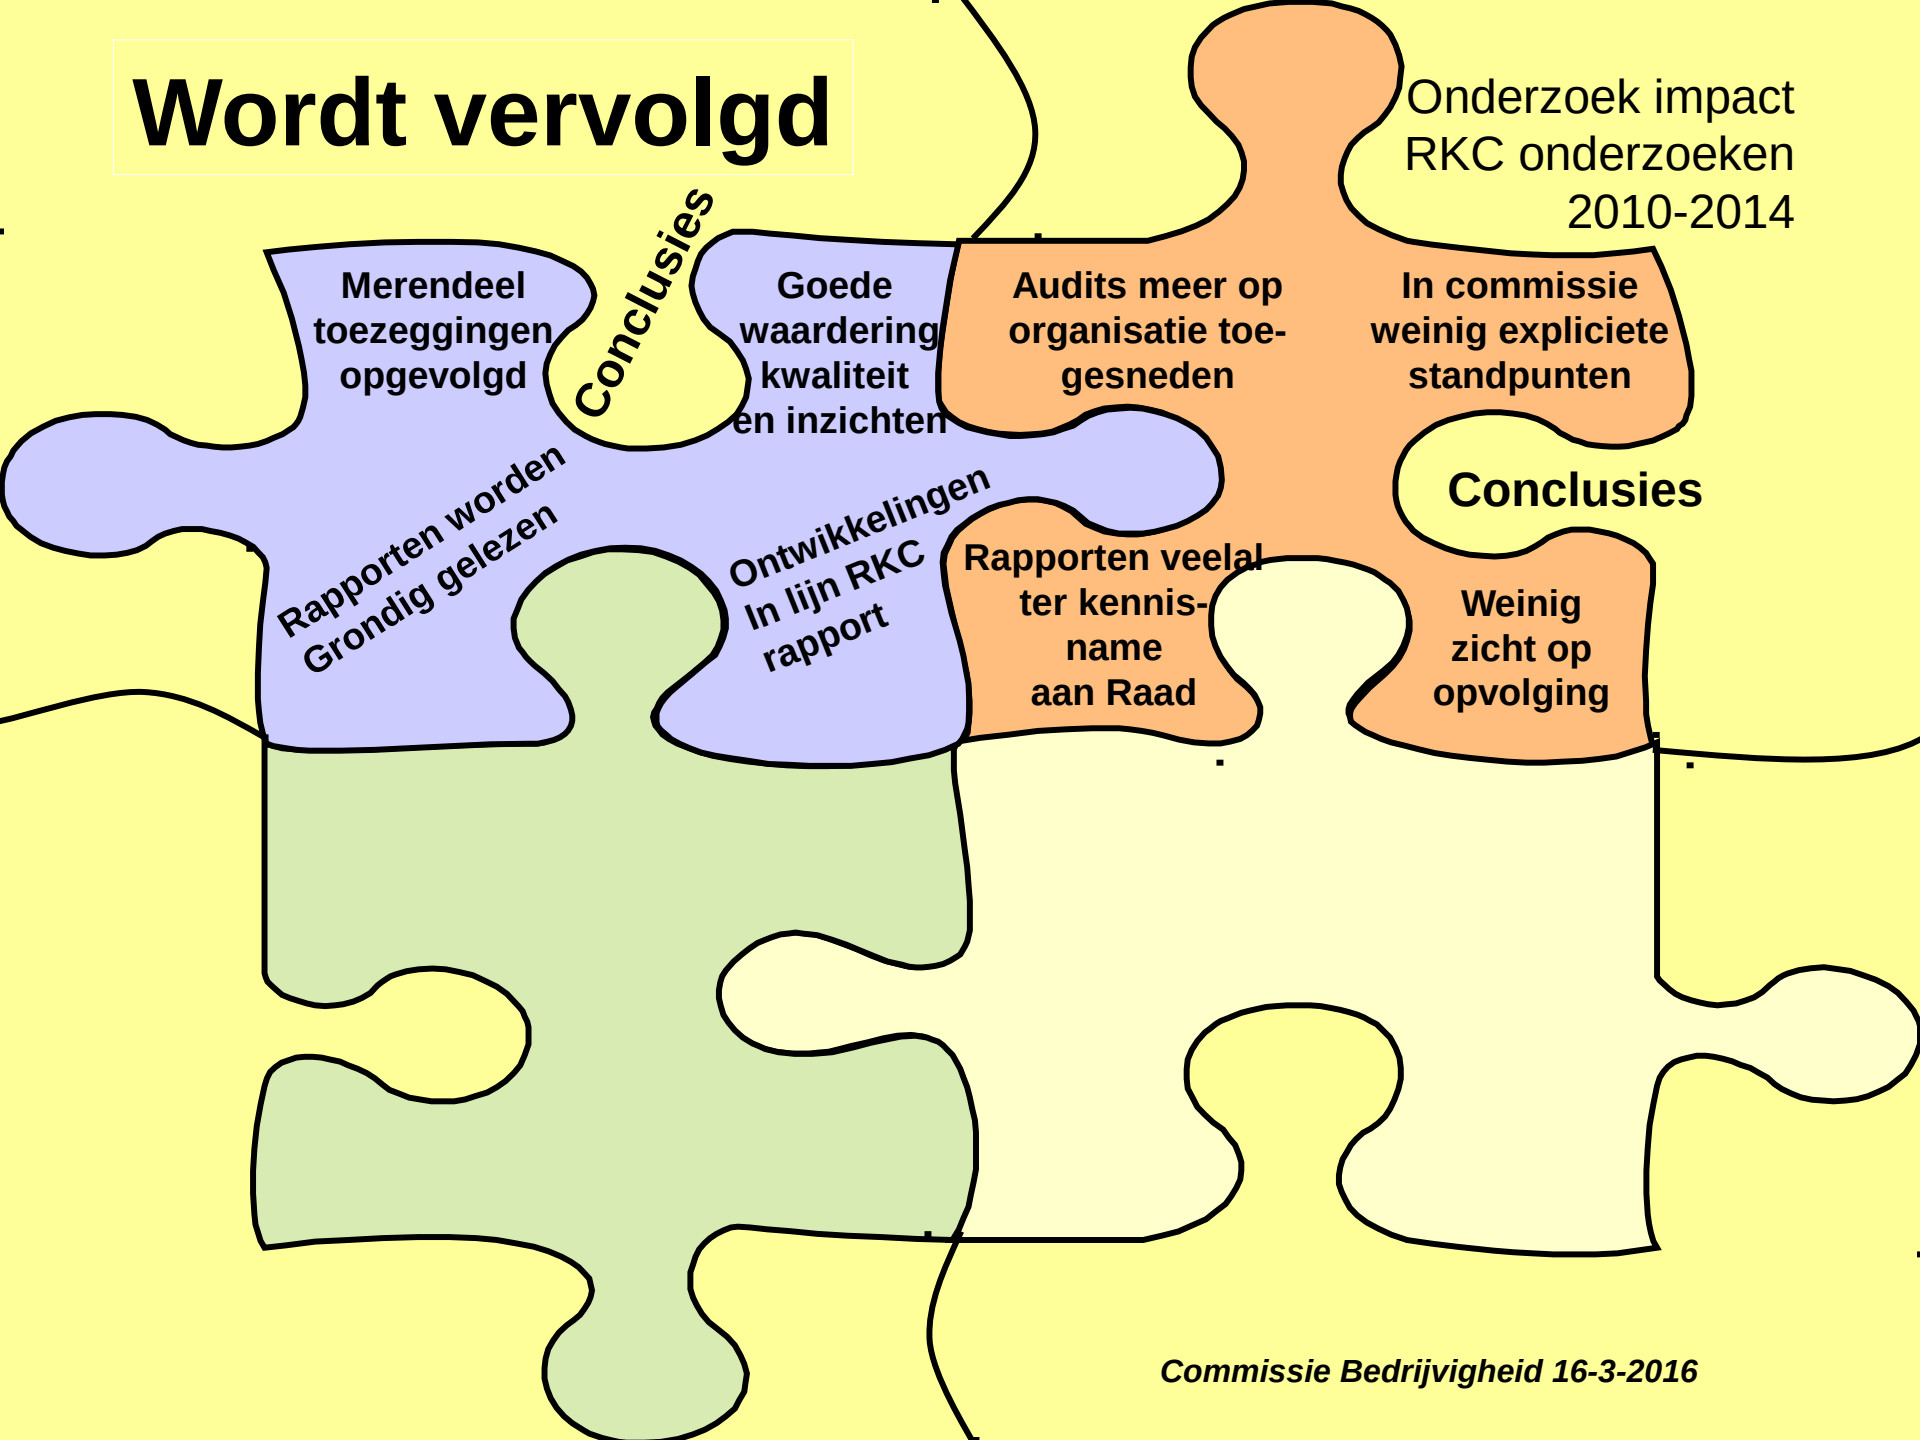 Wordt vervolgd
Onderzoek impact
RKC onderzoeken
2010-2014
Conclusies
Merendeel
toezeggingen
opgevolgd
Goede
waardering
kwaliteit
en inzichten
Rapporten worden
Grondig gelezen
Ontwikkelingen
In lijn RKC
rapport
Audits meer op
organisatie toe-
gesneden
In commissie
weinig expliciete
standpunten
Conclusies
Rapporten veelal
ter kennis-
name
aan Raad
Weinig
zicht op
opvolging
Commissie Bedrijvigheid 16-3-2016